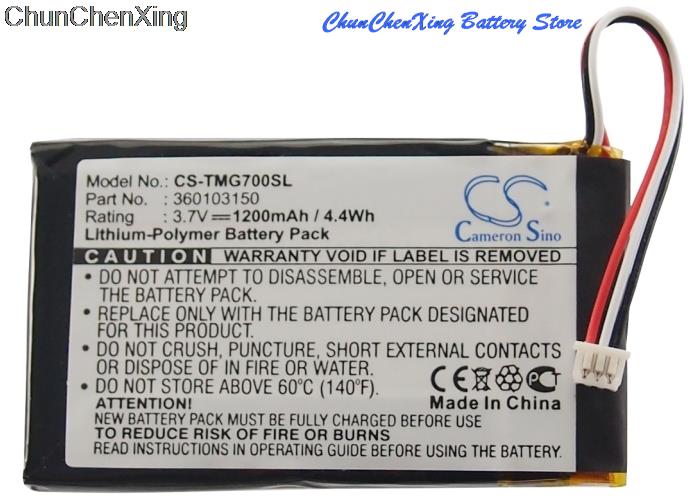 ChunChenXing
ChunChenXing Battery Store
Model No.: CS-TMG700SL
Part No. : 360103150
Rating : 3.7V⎓1200mAh / 4.4Wh
Lithium-Polymer Battery Pack
CS
Cameron Sino
CAUTION WARRANTY VOID IF LABEL IS REMOVED
• DO NOT ATTEMPT TO DISASSEMBLE, OPEN OR SERVICE
THE BATTERY PACK.
• REPLACE ONLY WITH THE BATTERY PACK DESIGNATED
FOR THIS PRODUCT.
• DO NOT CRUSH, PUNCTURE, SHORT EXTERNAL CONTACTS
OR DISPOSE OF IN FIRE OR WATER.
• DO NOT STORE ABOVE 60°C (140°F).
CE
Made In China
ATTENTION!
NEW BATTERY PACK MUST BE FULLY CHARGED BEFORE USE.
TO REDUCE RISK OF FIRE OR BURNS
READ INSTRUCTION OF OPERATING GUIDE BEFORE USING BATTERY.